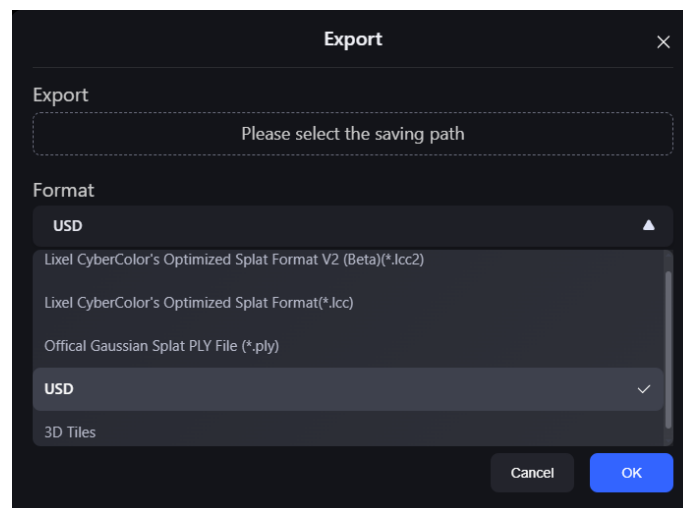 Export
Export
Please select the saving path
Format
USD
Lixel CyberColor's Optimized Splat Format V2 (Beta)(*.lcc2)
Lixel CyberColor's Optimized Splat Format(*.lcc)
Offical Gaussian Splat PLY File (*.ply)
USD
3D Tiles
Cancel OK